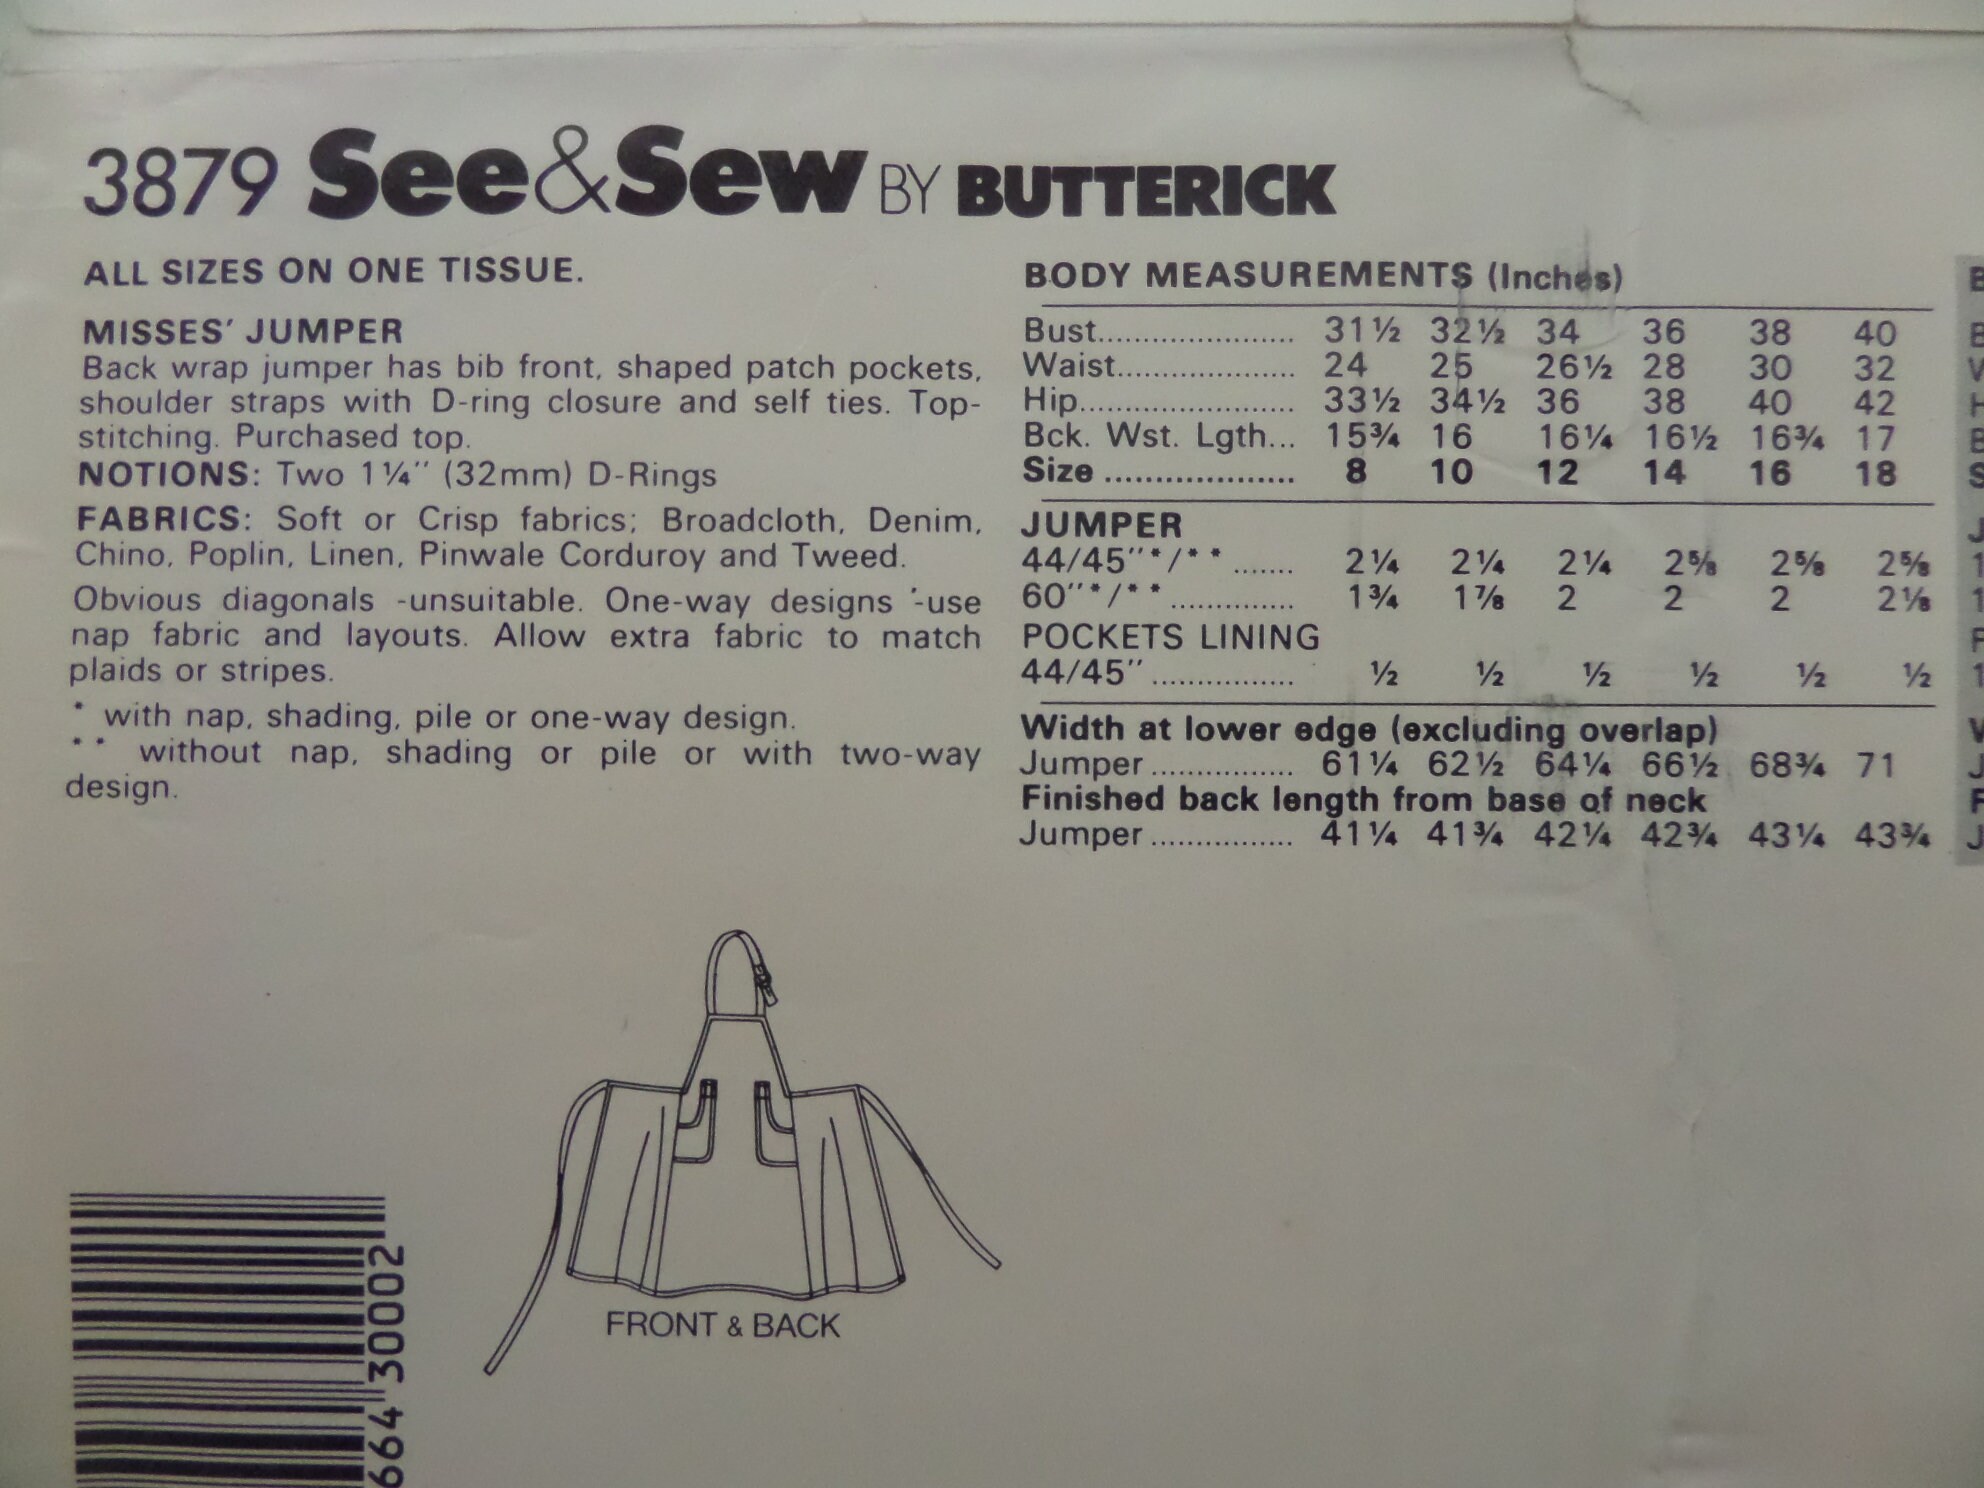 3879 See&Sew BY BUTTERICK
ALL SIZES ON ONE TISSUE.
MISSES' JUMPER
Back wrap jumper has bib front, shaped patch pockets,
shoulder straps with D-ring closure and self ties. Top-
stitching. Purchased top.
NOTIONS: Two 1¼'' (32mm) D-Rings
FABRICS: Soft or Crisp fabrics; Broadcloth, Denim,
Chino, Poplin, Linen, Pinwale Corduroy and Tweed.
Obvious diagonals -unsuitable. One-way designs -use
nap fabric and layouts. Allow extra fabric to match
plaids or stripes.
* with nap, shading, pile or one-way design.
** without nap, shading or pile or with two-way
design.
BODY MEASUREMENTS (Inches)
Bust...................... 31½ 32½ 34 36 38 40
Waist.................... 24 25 26½ 28 30 32
Hip........................ 33½ 34½ 36 38 40 42
Bck. Wst. Lgth... 15¾ 16 16¼ 16½ 16¾ 17
Size .................... 8 10 12 14 16 18
JUMPER
44/45''*/** ....... 2¼ 2¼ 2¼ 2⅝ 2⅝ 2⅝
60''*/** .............. 1¾ 1⅞ 2 2 2 2⅛
POCKETS LINING
44/45'' ................ ½ ½ ½ ½ ½ ½
Width at lower edge (excluding overlap)
Jumper ................ 61¼ 62½ 64¼ 66½ 68¾ 71
Finished back length from base of neck
Jumper ................ 41¼ 41¾ 42¼ 42¾ 43¼ 43¾
FRONT & BACK
664 30002